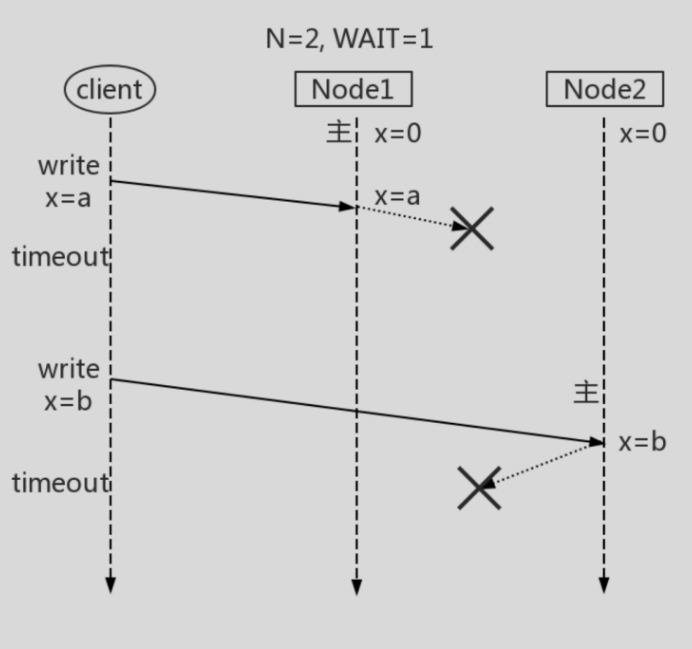 N=2, WAIT=1
client
Node1
Node2
主 x=0
x=0
write
x=a
x=a
timeout
write
x=b
主
x=b
timeout